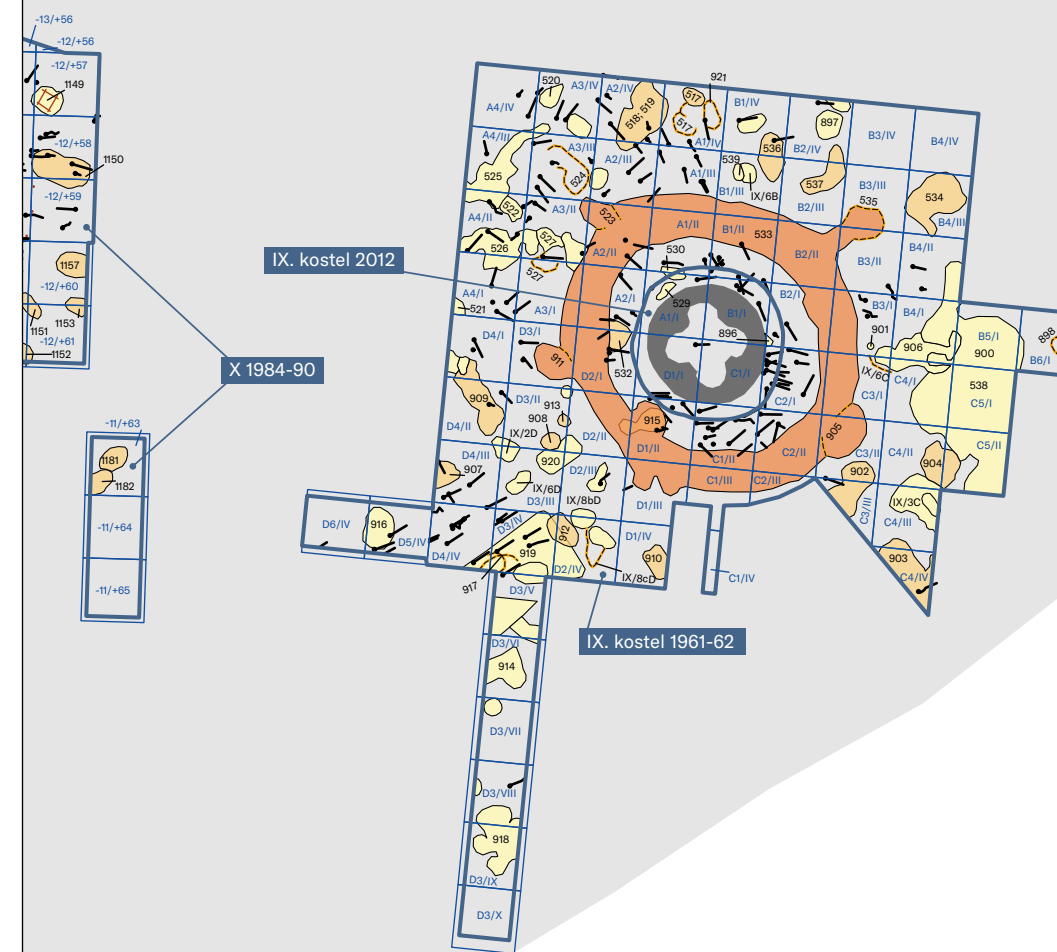 -13/+56
-12/+56
-12/+57
1149
-12/+58
1150
-12/+59
1157
-12/+60
1151
1153
-12/+61
1152
X 1984-90
-11/+63
1181
1182
-11/+64
-11/+65
IX. kostel 2012
IX. kostel 1961-62
A4/IV
520
A3/IV
A2/IV
518; 519
517
517
921
B1/IV
897
B3/IV
B4/IV
A4/III
A3/III
524
A2/III
A1/IV
A1/III
539
536
B2/IV
537
B1/III
IX/6B
B2/III
B3/III
535
534
B4/III
525
A4/II
522
A3/II
523
A1/II
B1/II
533
B2/II
B3/II
B4/II
526
527
527
A2/II
530
529
A4/I
521
A3/I
A2/I
A1/I
B1/I
896
B2/I
B3/I
901
B4/I
906
900
B5/I
B6/I
898
D4/I
D3/I
911
D2/I
532
D1/I
C1/I
C2/I
C3/I
IX/6C
C4/I
538
C5/I
909
D4/II
D3/II
913
908
IX/2D
D2/II
915
D1/II
C1/II
C2/II
905
C3/II
C4/II
C5/II
D4/III
907
920
D2/III
IX/6D
D3/III
IX/8bD
D1/III
C1/III
C2/III
902
C3/III
904
IX/3C
C4/III
D6/IV
916
D5/IV
D4/IV
D3/IV
919
912
D2/IV
D1/IV
910
IX/8cD
C1/IV
903
C4/IV
917
D3/V
D3/VI
914
D3/VII
D3/VIII
918
D3/IX
D3/X